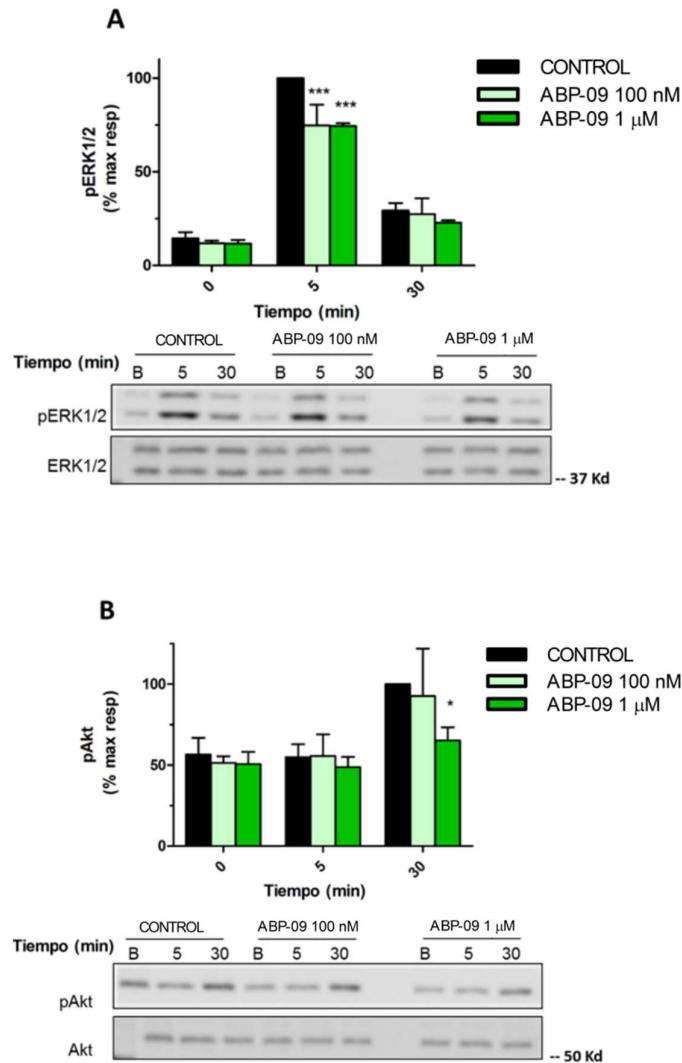 A
pERK1/2
(% max resp)
100
50
0
*** ***
0 5 30
Tiempo (min)
CONTROL
ABP-09 100 nM
ABP-09 1 μM
CONTROL ABP-09 100 nM ABP-09 1 μM
Tiempo (min) B 5 30 B 5 30 B 5 30
pERK1/2
ERK1/2
-- 37 Kd
B
pAkt
(% max resp)
100
50
0
*
0 5 30
Tiempo (min)
CONTROL
ABP-09 100 nM
ABP-09 1 μM
CONTROL ABP-09 100 nM ABP-09 1 μM
Tiempo (min) B 5 30 B 5 30 B 5 30
pAkt
Akt
-- 50 Kd